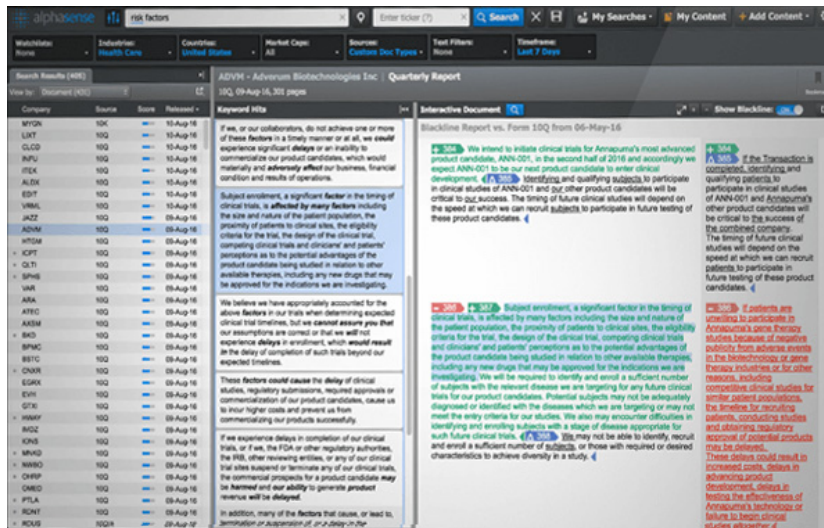 alphasense
risk factors
Enter ticker (?)
Search
My Searches
My Content
Add Content
Watchlists:
None
Industries:
Health Care
Countries:
United States
Market Caps:
All
Sources:
Custom Doc Types
Text Filters:
None
Timeframe:
Last 7 Days
Search Results (401)
View by: Document (401)
ADVM - Adverum Biotechnologies Inc | Quarterly Report
10Q, 09-Aug-16, 301 pages
Company Source Score Released
MYGN 10K 10-Aug-16
LIXT 10Q 10-Aug-16
CLCD 10Q 10-Aug-16
INFU 10Q 10-Aug-16
ITEK 10Q 10-Aug-16
ALDX 10Q 10-Aug-16
EDIT 10Q 10-Aug-16
VRML 10Q 10-Aug-16
JAZZ 10Q 09-Aug-16
ADVM 10Q 09-Aug-16
HTGM 10Q 09-Aug-16
ICPT 10Q 09-Aug-16
QLTI 10Q 09-Aug-16
SPHS 10Q 09-Aug-16
VAR 10Q 09-Aug-16
ARA 10Q 09-Aug-16
ATEC 10Q 09-Aug-16
AXSM 10Q 09-Aug-16
10Q 09-Aug-16
BPMC 10Q 09-Aug-16
BSTC 10Q 09-Aug-16
CNXR 10Q 09-Aug-16
EGRX 10Q 09-Aug-16
EVH 10Q 09-Aug-16
GTXI 10Q 09-Aug-16
INWAY 10Q 09-Aug-16
IMDZ 10Q 09-Aug-16
IONS 10Q 09-Aug-16
MNKD 10Q 09-Aug-16
NWBO 10Q 09-Aug-16
OHRP 10Q 09-Aug-16
OMED 10Q 09-Aug-16
PTLA 10Q 09-Aug-16
10Q 09-Aug-16
ROUS 10Q/A 09-Aug-16
Keyword Hits
If we, or our collaborators, do not achieve one or more
of these factors in a timely manner or at all, we could
experience significant delays or an inability to
commercialize our product candidates, which would
materially and adversely affect our business, financial
condition and results of operations.
Subject enrollment, a significant factor in the timing of
clinical trials, is affected by many factors including
the size and nature of the patient population, the
proximity of patients to clinical sites, the eligibility
criteria for the trial, the design of the clinical trial,
competing clinical trials and clinicians' and patients'
perceptions as to the potential advantages of the
product candidate being studied in relation to other
available therapies, including any new drugs that may
be approved for the indications we are investigating.
We believe we have appropriately accounted for the
above factors in our trials when determining expected
clinical trial timelines, but we cannot assure you that
our assumptions are correct or that we will not
experience delays in enrollment, which would result
in the delay of completion of such trials beyond our
expected timelines.
These factors could cause the delay of clinical
studies, regulatory submissions, required approvals or
commercialization of our product candidates, cause us
to incur higher costs and prevent us from
commercializing our products successfully.
If we experience delays in completion of our clinical
trials, or if we, the FDA or other regulatory authorities,
the IRB, other reviewing entities, or any of our clinical
trial sites suspend or terminate any of our clinical trials,
the commercial prospects for a product candidate may
be harmed and our ability to generate product
revenue will be delayed.
In addition, many of the factors that cause, or lead to,
termination or suspension of, or a delay in the
Interactive Document
Show Blackline: ON
Blackline Report vs. Form 10Q from 06-May-16
+ 384 We intend to initiate clinical trials for Annapurna's most advanced
product candidate, ANN-001, in the second half of 2016 and accordingly we
expect ANN-001 to be our next product candidate to enter clinical
development. Δ 385 Identifying and qualifying subjects to participate
in clinical studies of ANN-001 and our other product candidates will be
critical to our success. The timing of future clinical studies will depend on
the speed at which we can recruit subjects to participate in future testing of
these product candidates.
- 386 + 387 Subject enrollment, a significant factor in the timing of
clinical trials, is affected by many factors including the size and nature of
the patient population, the proximity of patients to clinical sites, the eligibility
criteria for the trial, the design of the clinical trial, competing clinical trials
and clinicians' and patients' perceptions as to the potential advantages of
the product candidate being studied in relation to other available therapies,
including any new drugs that may be approved for the indications we are
investigating. We will be required to identify and enroll a sufficient number
of subjects with the relevant disease we are targeting for any future clinical
trials for our product candidates. Potential subjects may not be adequately
diagnosed or identified with the diseases which we are targeting or may not
meet the entry criteria for our studies. We also may encounter difficulties in
identifying and enrolling subjects with a stage of disease appropriate for
such future clinical trials. Δ 388 We may not be able to identify, recruit
and enroll a sufficient number of subjects, or those with required or desired
characteristics to achieve diversity in a study.
+ 384
Δ 385 If the Transaction is
completed, identifying and
qualifying patients to
participate in clinical studies
of ANN-001 and Annapurna's
other product candidates will
be critical to the success of
the combined company.
The timing of future clinical
studies will depend on the
speed at which we can recruit
patients to participate in
future testing of these product
candidates.
- 386 If patients are
unwilling to participate in
Annapurna's gene therapy
studies because of negative
publicity from adverse events
in the biotechnology or gene
therapy industries or for other
reasons, including
competitive clinical studies for
similar patient populations,
the timeline for recruiting
patients, conducting studies
and obtaining regulatory
approval of potential products
may be delayed.
These delays could result in
increased costs, delays in
advancing product
development, delays in
testing the effectiveness of
Annapurna's technology or
failure to begin clinical
studies altogether.